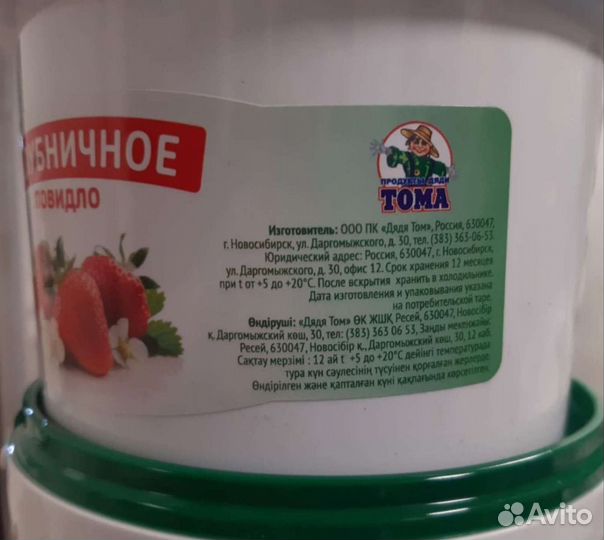 УБНИЧНОЕ
повидло
ПРОДУКТЫ ДЯДИ
ТОМА
Изготовитель: ООО ПК «Дядя Том», Россия, 630047,
г. Новосибирск, ул. Даргомыжского, д. 30, тел. (383) 363-06-53.
Юридический адрес: Россия, 630047, г. Новосибирск,
ул. Даргомыжского, д. 30, офис 12. Срок хранения 12 месяцев
при t от +5 до +20°С. После вскрытия хранить в холодильнике.
Дата изготовления и упаковывания указана
на потребительской таре.
Өндіруші: «Дядя Том» ӨК ЖШК Ресей, 630047, Новосібір
қ. Даргомыжский көш, 30, тел: (383) 363 06 53, Заңды мекенжайы:
Ресей, 630047, Новосібір қ., Даргомыжский көш, 30, 12 каб.
Сақтау мерзімі : 12 ай t +5 до +20°С дейінгі температурада
тура күн сәулесінің түсуінен қорғалған жерлерде.
Өндірілген және қапталған күні қақпағында көрсетілген.
Avito